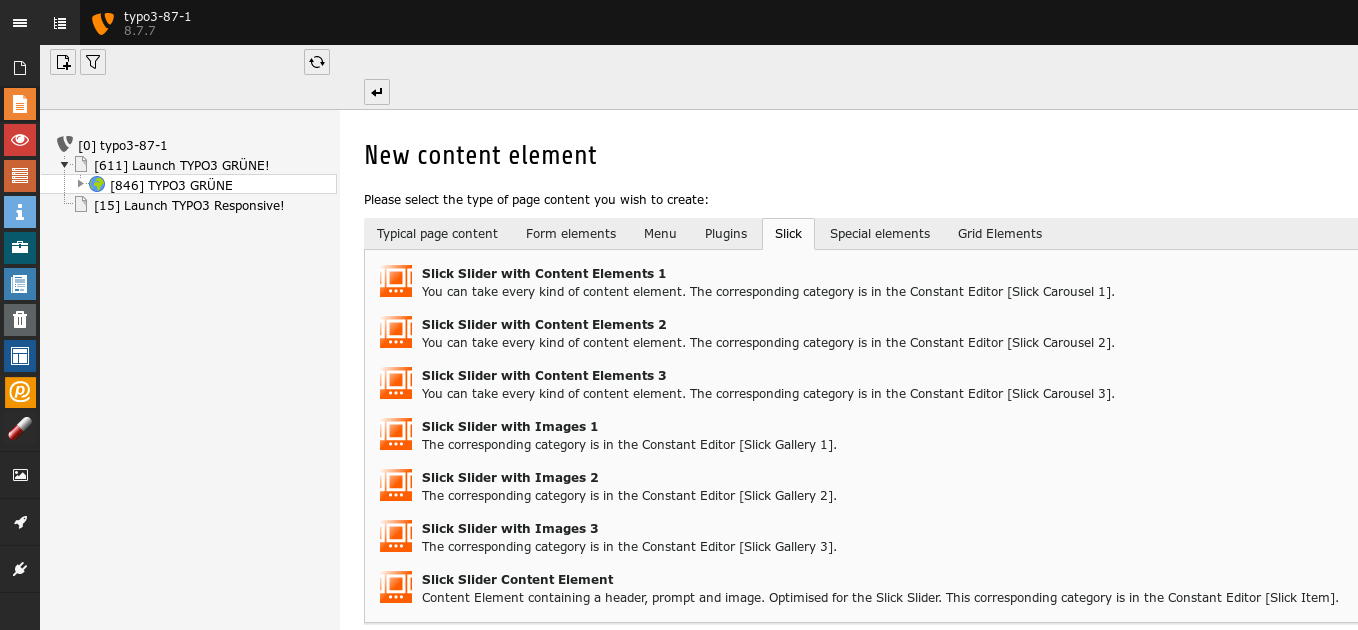 typo3-87-1
8.7.7
[0] typo3-87-1
[611] Launch TYPO3 GRÜNE!
[846] TYPO3 GRÜNE
[15] Launch TYPO3 Responsive!
New content element
Please select the type of page content you wish to create:
Typical page content Form elements Menu Plugins Slick Special elements Grid Elements
Slick Slider with Content Elements 1
You can take every kind of content element. The corresponding category is in the Constant Editor [Slick Carousel 1].
Slick Slider with Content Elements 2
You can take every kind of content element. The corresponding category is in the Constant Editor [Slick Carousel 2].
Slick Slider with Content Elements 3
You can take every kind of content element. The corresponding category is in the Constant Editor [Slick Carousel 3].
Slick Slider with Images 1
The corresponding category is in the Constant Editor [Slick Gallery 1].
Slick Slider with Images 2
The corresponding category is in the Constant Editor [Slick Gallery 2].
Slick Slider with Images 3
The corresponding category is in the Constant Editor [Slick Gallery 3].
Slick Slider Content Element
Content Element containing a header, prompt and image. Optimised for the Slick Slider. This corresponding category is in the Constant Editor [Slick Item].